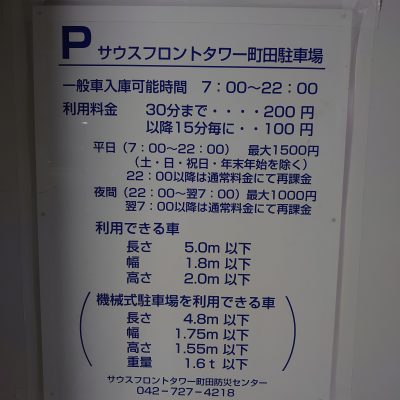 P サウスフロントタワー町田駐車場
一般車入庫可能時間 7：00～22：00
利用料金 30分まで・・・・200 円
以降15分毎に・・100 円
平日（7：00～22：00） 最大1500円
（土・日・祝日・年末年始を除く）
22：00以降は通常料金にて再課金
夜間（22：00～翌7：00）最大1000円
翌7：00以降は通常料金にて再課金
利用できる車
長さ 5.0m 以下
幅 1.8m 以下
高さ 2.0m 以下
（機械式駐車場を利用できる車
長さ 4.8m 以下
幅 1.75m 以下
高さ 1.55m 以下
重量 1.6ｔ 以下）
サウスフロントタワー町田防災センター
042－727－4218